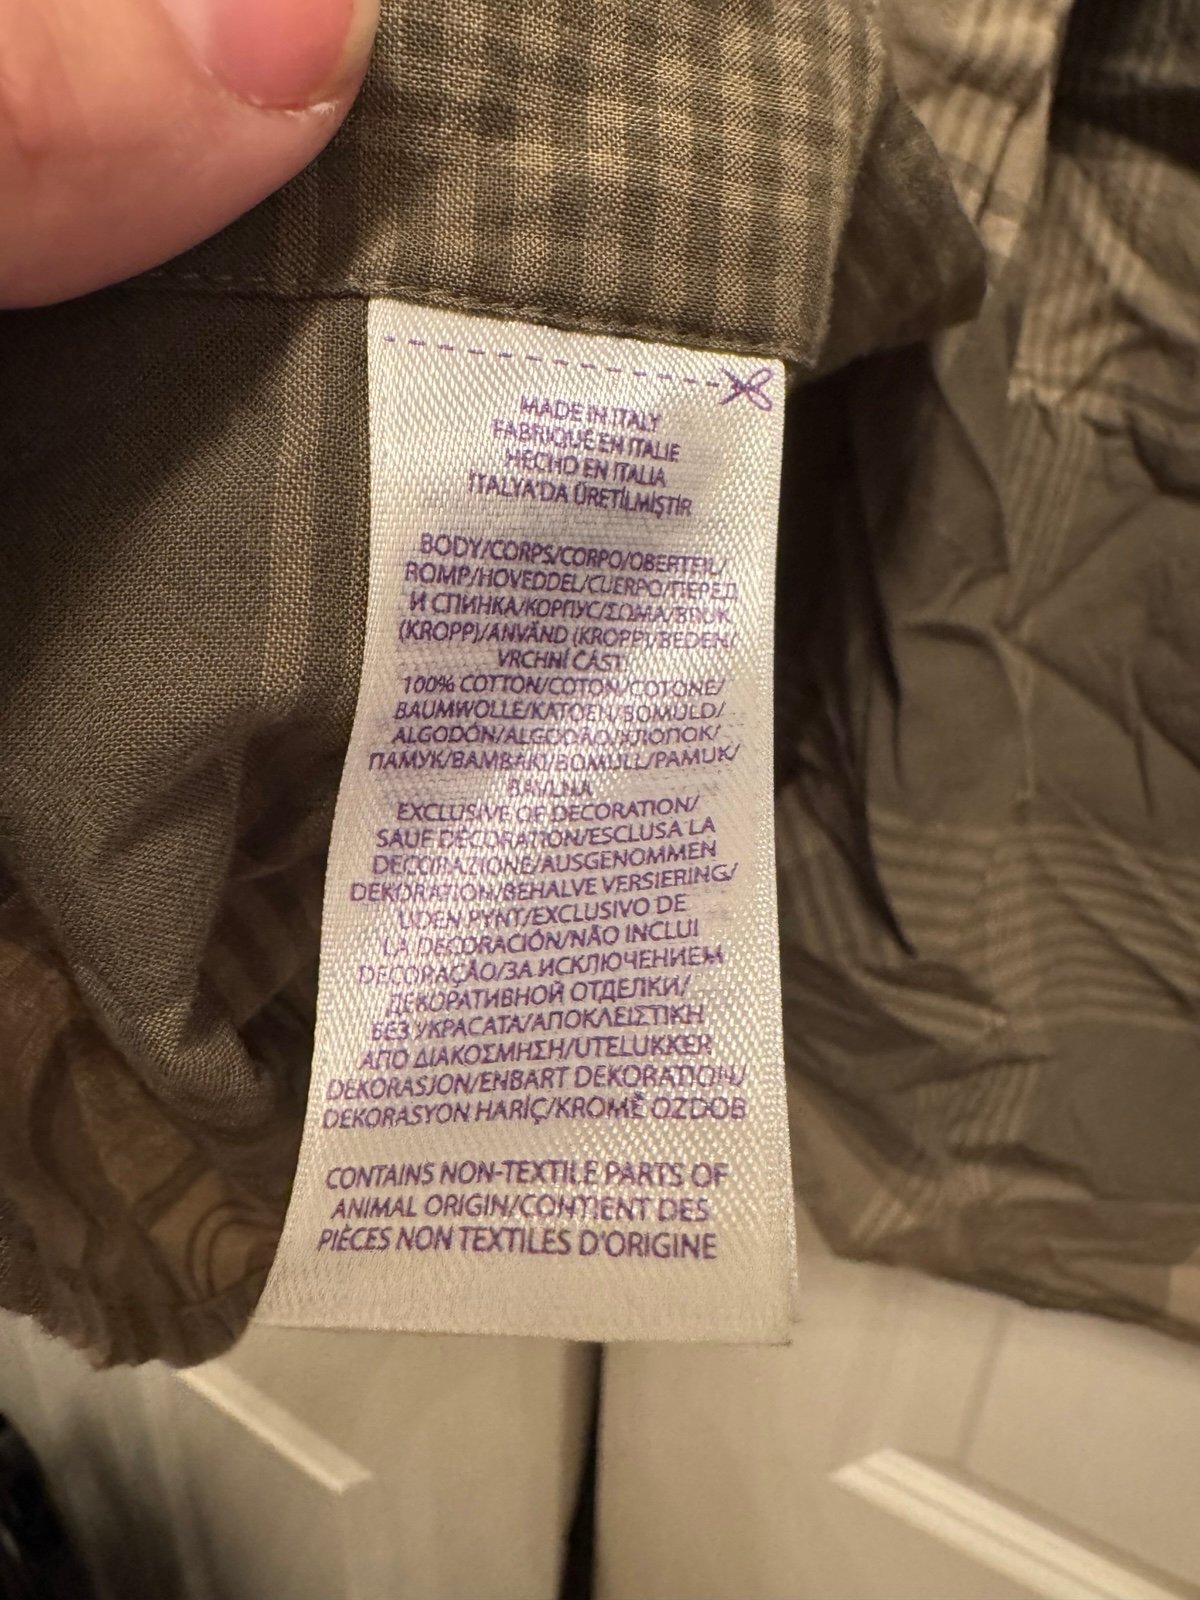 MADE IN ITALY
FABRIQUÉ EN ITALIE
HECHO EN ITALIA
ITALYA'DA ÜRETİLMİŞTİR
BODY/CORPS/CORPO/OBERTEIL/
ROMP/HOVEDDEL/CUERPO/ПЕРЕД
И СПИНКА/КОРПУС/ΣΩΜΑ/BRUK
(KROPP)/ANVÄND (KROPP)/BEDEN/
VRCHNÍ ČÁST:
100% COTTON/COTON/COTONE/
BAUMWOLLE/KATOEN/BOMULD/
ALGODÓN/ALGODÃO/ХЛОПОК/
ПАМУК/ΒΑΜΒΑΚΙ/BOMULL/PAMUK/
BAVLNA
EXCLUSIVE OF DECORATION/
SAUF DÉCORATION/ESCLUSA LA
DECORAZIONE/AUSGENOMMEN
DEKORATION/BEHALVE VERSIERING/
UDEN PYNT/EXCLUSIVO DE
LA DECORACIÓN/NÃO INCLUI
DECORAÇÃO/ЗА ИСКЛЮЧЕНИЕМ
ДЕКОРАТИВНОЙ ОТДЕЛКИ/
БЕЗ УКРАСАТА/ΑΠΟΚΛΕΙΣΤΙΚΗ
ΑΠΟ ΔΙΑΚΟΣΜΗΣΗ/UTELUKKER
DEKORASJON/ENBART DEKORATION/
DEKORASYON HARİÇ/KROMĚ OZDOB
CONTAINS NON-TEXTILE PARTS OF
ANIMAL ORIGIN/CONTIENT DES
PIÈCES NON TEXTILES D'ORIGINE